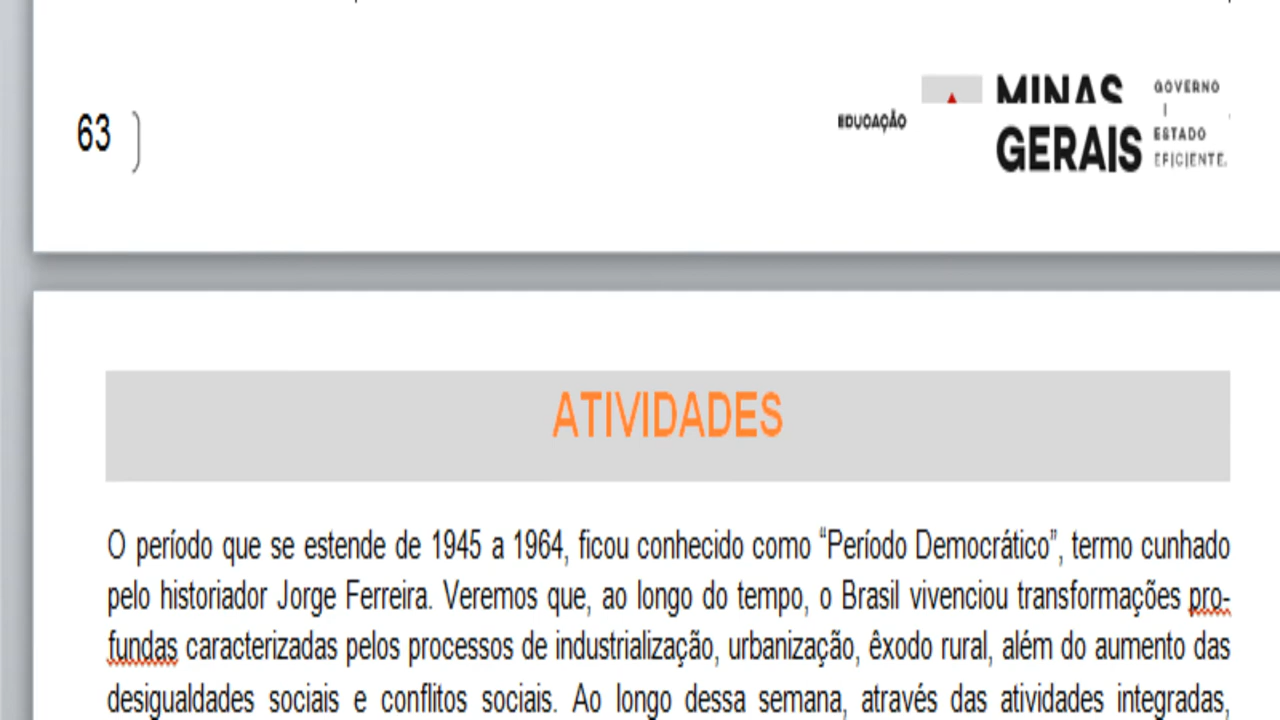 63
EDUCAÇÃO
MINAS
GERAIS
GOVERNO
ESTADO
EFICIENTE.
ATIVIDADES
O período que se estende de 1945 a 1964, ficou conhecido como “Período Democrático”, termo cunhado
pelo historiador Jorge Ferreira. Veremos que, ao longo do tempo, o Brasil vivenciou transformações pro-
fundas caracterizadas pelos processos de industrialização, urbanização, êxodo rural, além do aumento das
desigualdades sociais e conflitos sociais. Ao longo dessa semana, através das atividades integradas,